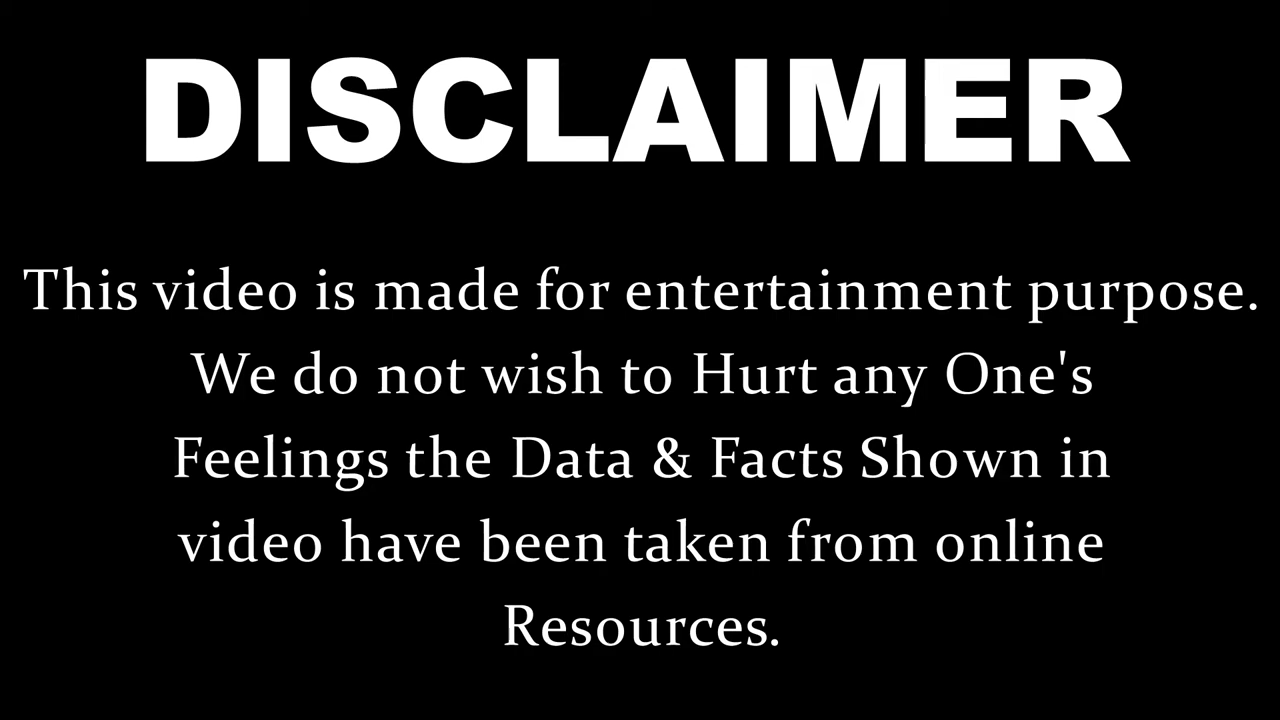 DISCLAIMER
This video is made for entertainment purpose.
We do not wish to Hurt any One's
Feelings the Data & Facts Shown in
video have been taken from online
Resources.